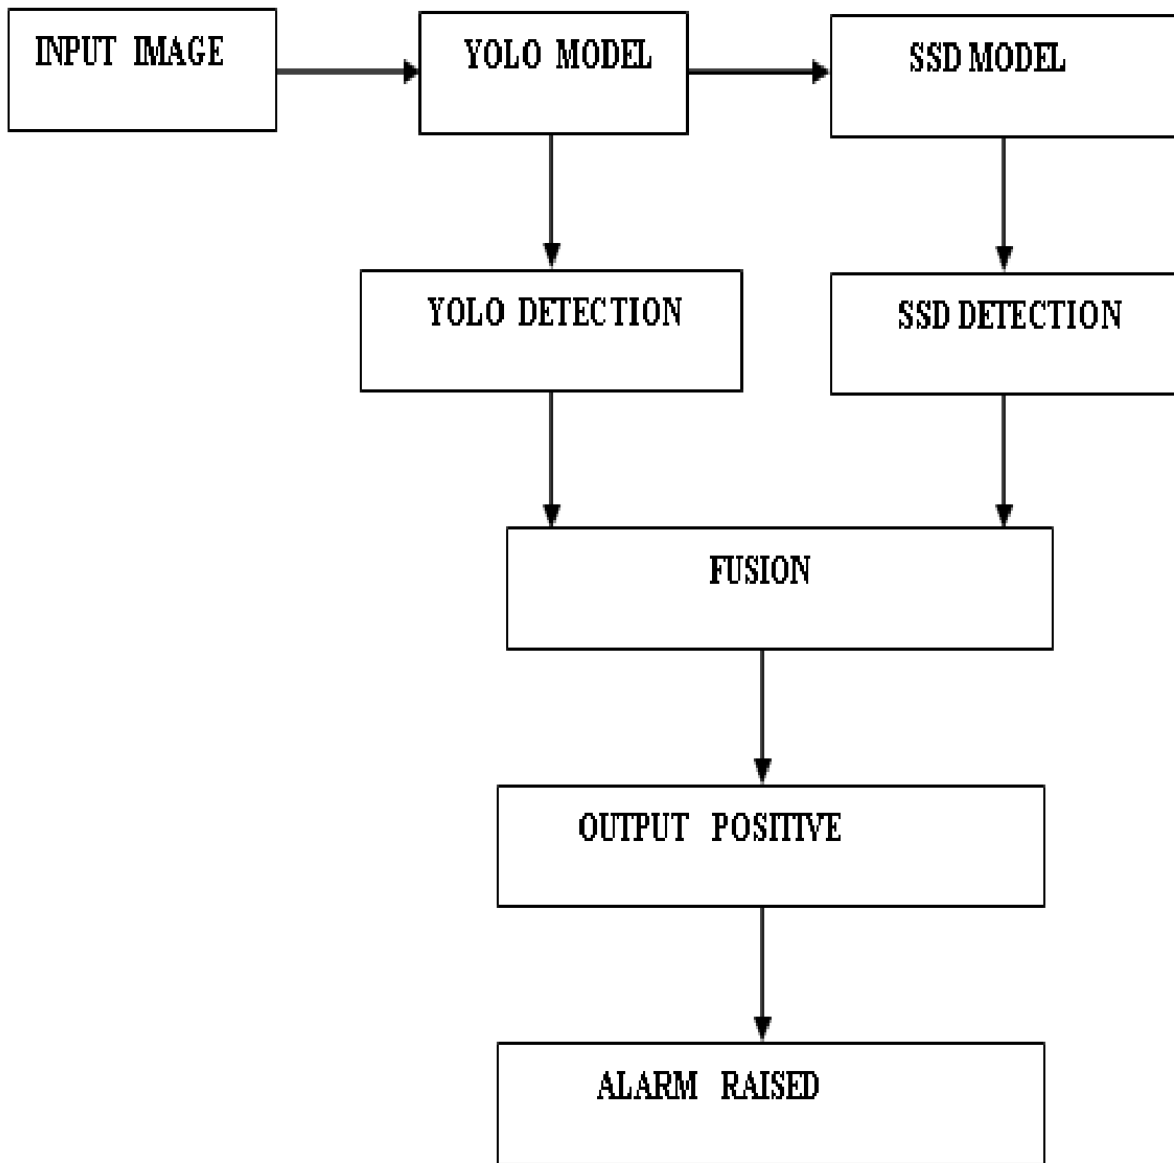 INPUT IMAGE
YOLO MODEL
SSD MODEL
YOLO DETECTION
SSD DETECTION
FUSION
OUTPUT POSITIVE
ALARM RAISED